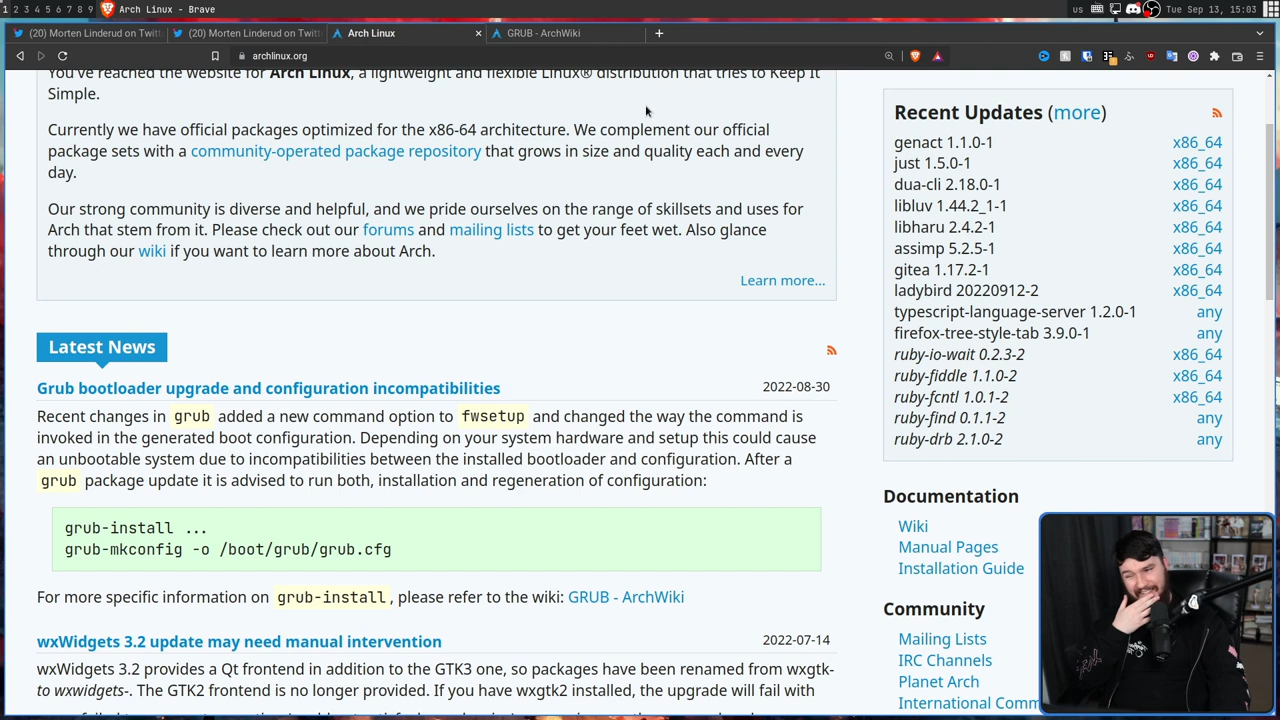 1 2 3 4 5 6 7 8 9 Arch Linux - Brave
us Tue Sep 13, 15:03
(20) Morten Linderud on Twitt
(20) Morten Linderud on Twitt
Arch Linux
GRUB - ArchWiki
archlinux.org
You've reached the website for Arch Linux, a lightweight and flexible Linux® distribution that tries to Keep It
Simple.
Currently we have official packages optimized for the x86-64 architecture. We complement our official
package sets with a community-operated package repository that grows in size and quality each and every
day.
Our strong community is diverse and helpful, and we pride ourselves on the range of skillsets and uses for
Arch that stem from it. Please check out our forums and mailing lists to get your feet wet. Also glance
through our wiki if you want to learn more about Arch.
Learn more...
Latest News
Grub bootloader upgrade and configuration incompatibilities 2022-08-30
Recent changes in grub added a new command option to fwsetup and changed the way the command is
invoked in the generated boot configuration. Depending on your system hardware and setup this could cause
an unbootable system due to incompatibilities between the installed bootloader and configuration. After a
grub package update it is advised to run both, installation and regeneration of configuration:
grub-install ...
grub-mkconfig -o /boot/grub/grub.cfg
For more specific information on grub-install, please refer to the wiki: GRUB - ArchWiki
wxWidgets 3.2 update may need manual intervention 2022-07-14
wxWidgets 3.2 provides a Qt frontend in addition to the GTK3 one, so packages have been renamed from wxgtk-
to wxwidgets-. The GTK2 frontend is no longer provided. If you have wxgtk2 installed, the upgrade will fail with
Recent Updates (more)
genact 1.1.0-1 x86_64
just 1.5.0-1 x86_64
dua-cli 2.18.0-1 x86_64
libluv 1.44.2_1-1 x86_64
libharu 2.4.2-1 x86_64
assimp 5.2.5-1 x86_64
gitea 1.17.2-1 x86_64
ladybird 20220912-2 x86_64
typescript-language-server 1.2.0-1 any
firefox-tree-style-tab 3.9.0-1 any
ruby-io-wait 0.2.3-2 x86_64
ruby-fiddle 1.1.0-2 x86_64
ruby-fcntl 1.0.1-2 x86_64
ruby-find 0.1.1-2 any
ruby-drb 2.1.0-2 any
Documentation
Wiki
Manual Pages
Installation Guide
Community
Mailing Lists
IRC Channels
Planet Arch
International Comm